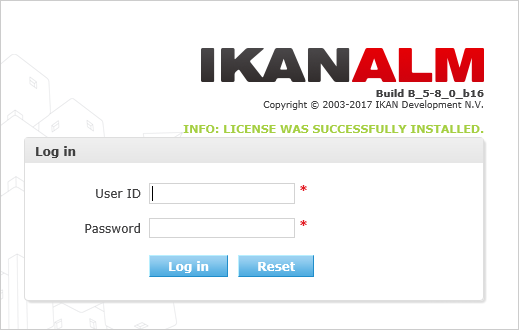 IKANALM
Build B_5-8_0_b16
Copyright © 2003-2017 IKAN Development N.V.
INFO: LICENSE WAS SUCCESSFULLY INSTALLED.
Log in
User ID *
Password *
Log in Reset